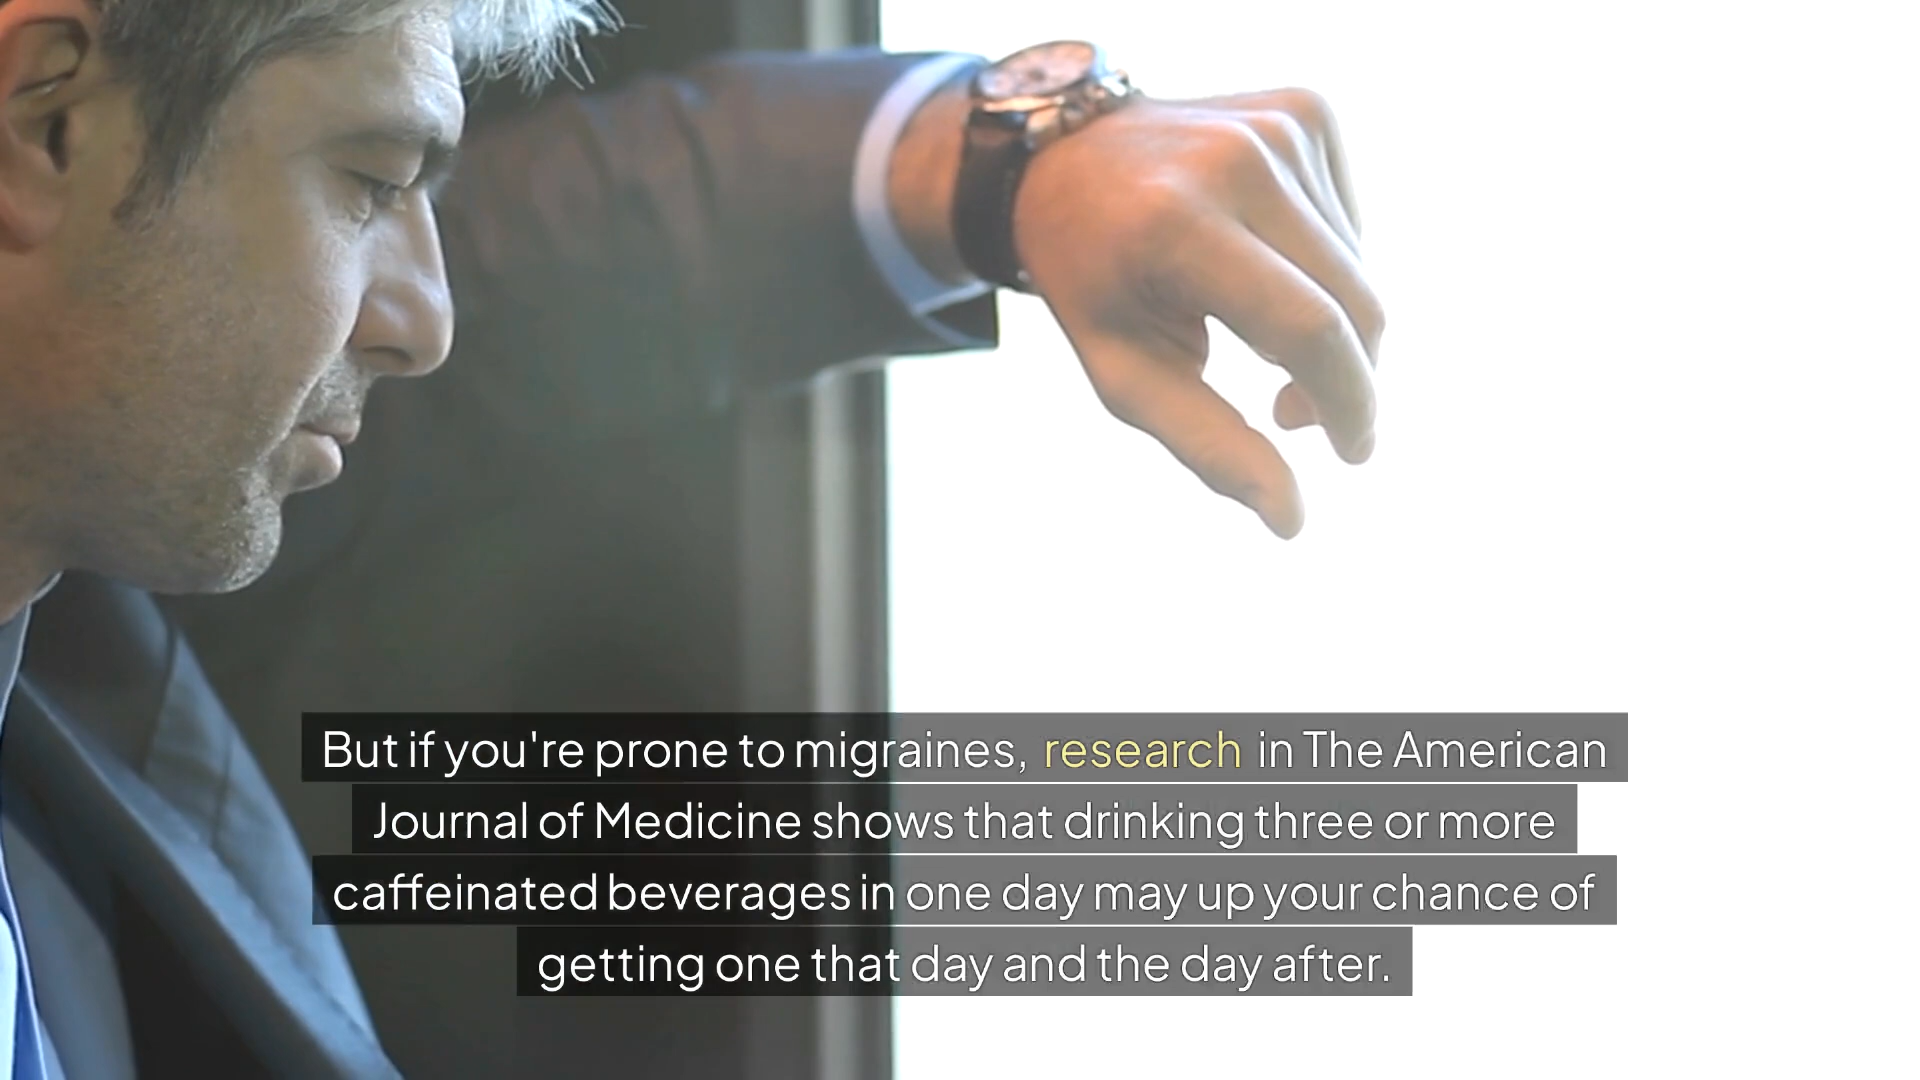 But if you're prone to migraines, research in The American
Journal of Medicine shows that drinking three or more
caffeinated beverages in one day may up your chance of
getting one that day and the day after.